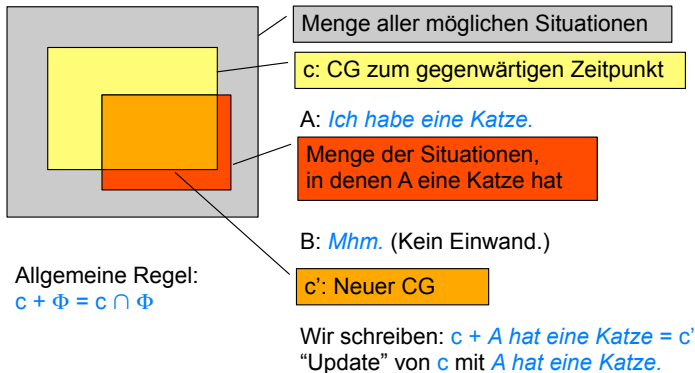 Menge aller möglichen Situationen
c: CG zum gegenwärtigen Zeitpunkt
A: Ich habe eine Katze.
Menge der Situationen,
in denen A eine Katze hat
B: Mhm. (Kein Einwand.)
Allgemeine Regel:
c + Φ = c ∩ Φ
c’: Neuer CG
Wir schreiben: c + A hat eine Katze = c’
“Update” von c mit A hat eine Katze.